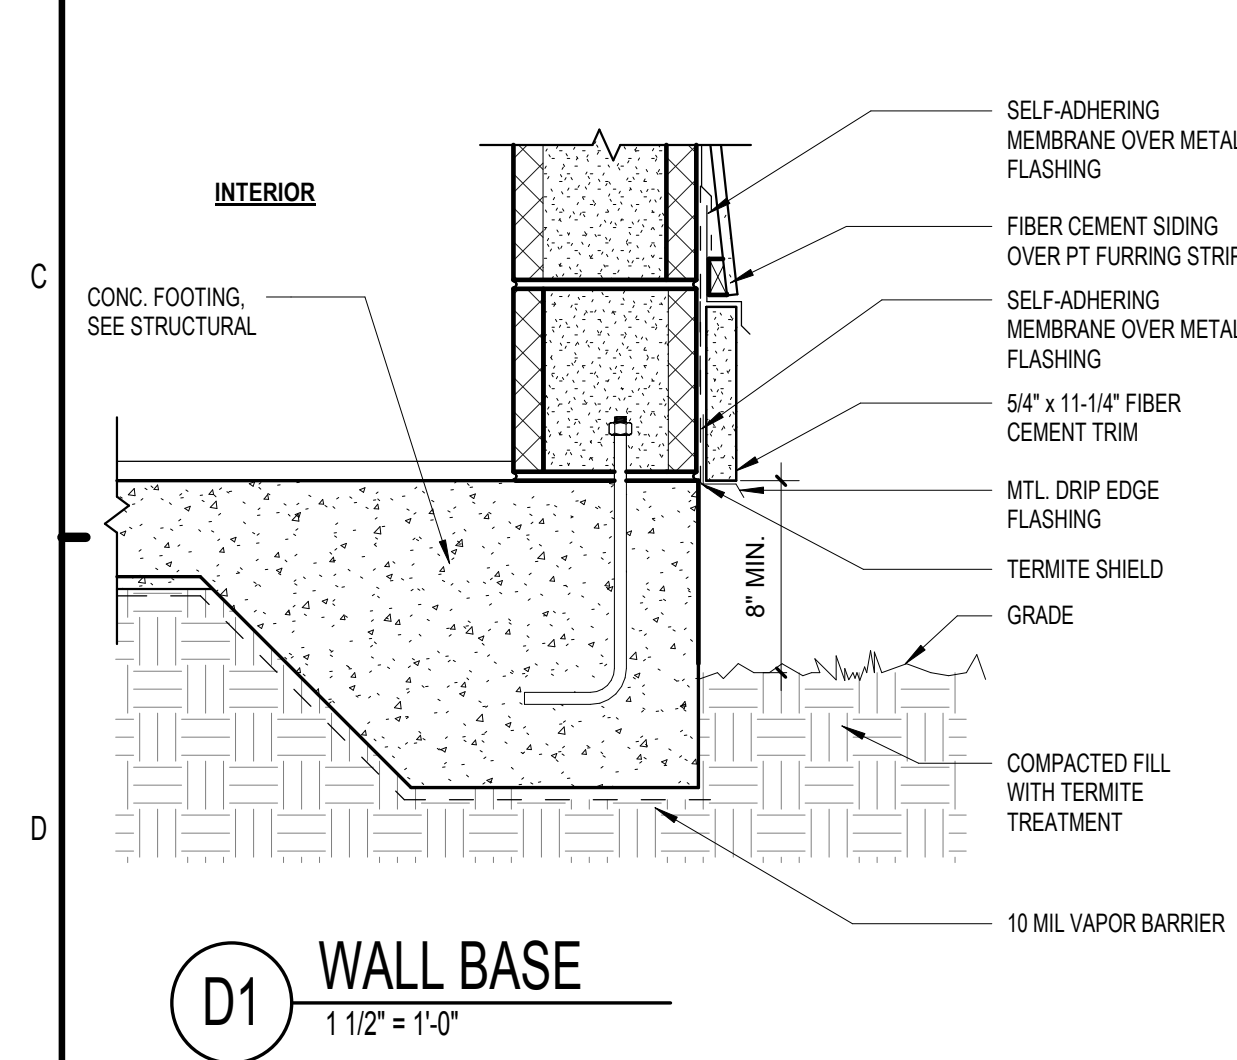 SELF-ADHERING
MEMBRANE OVER METAL
FLASHING
INTERIOR
FIBER CEMENT SIDING
OVER PT FURRING STRIP
C
CONC. FOOTING,
SEE STRUCTURAL
SELF-ADHERING
MEMBRANE OVER METAL
FLASHING
5/4" x 11-1/4" FIBER
CEMENT TRIM
MTL. DRIP EDGE
FLASHING
8" MIN.
TERMITE SHIELD
GRADE
COMPACTED FILL
WITH TERMITE
TREATMENT
D
10 MIL VAPOR BARRIER
D1
WALL BASE
1 1/2" = 1'-0"